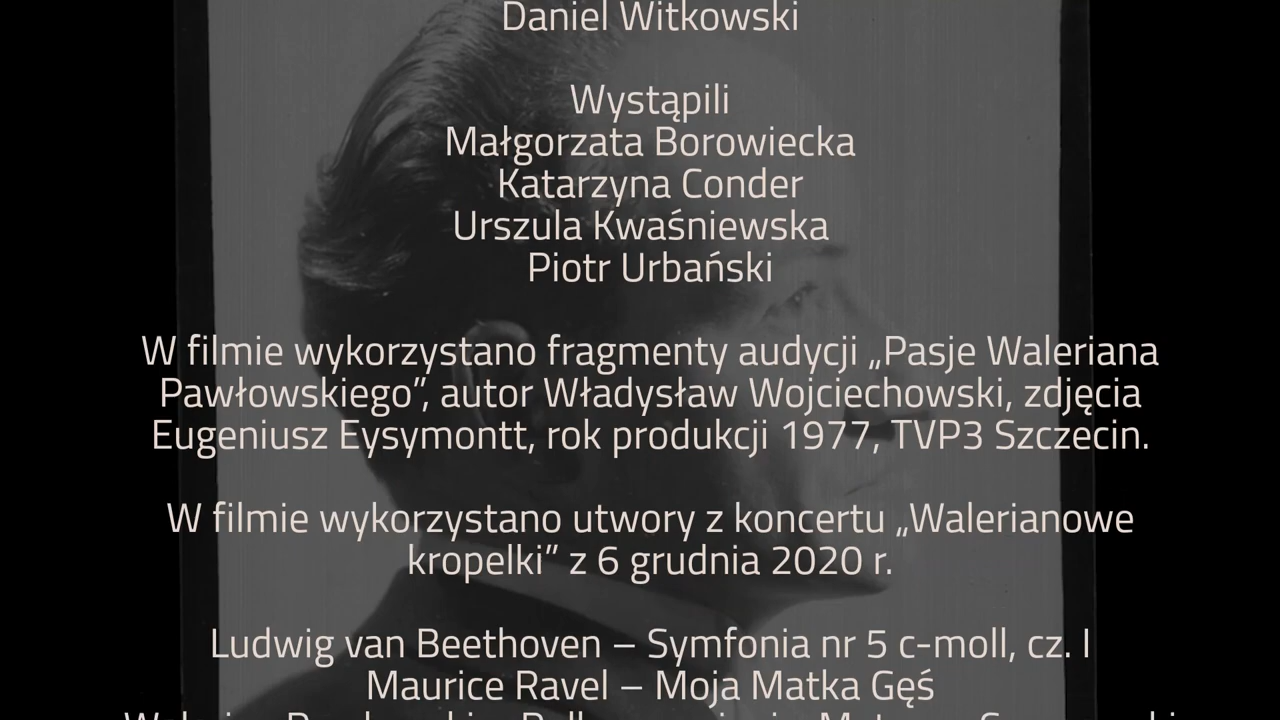 Daniel Witkowski
Wystąpili
Małgorzata Borowiecka
Katarzyna Conder
Urszula Kwaśniewska
Piotr Urbański
W filmie wykorzystano fragmenty audycji „Pasje Waleriana
Pawłowskiego”, autor Władysław Wojciechowski, zdjęcia
Eugeniusz Eysymontt, rok produkcji 1977, TVP3 Szczecin.
W filmie wykorzystano utwory z koncertu „Walerianowe
kropelki” z 6 grudnia 2020 r.
Ludwig van Beethoven – Symfonia nr 5 c-moll, cz. I
Maurice Ravel – Moja Matka Gęś